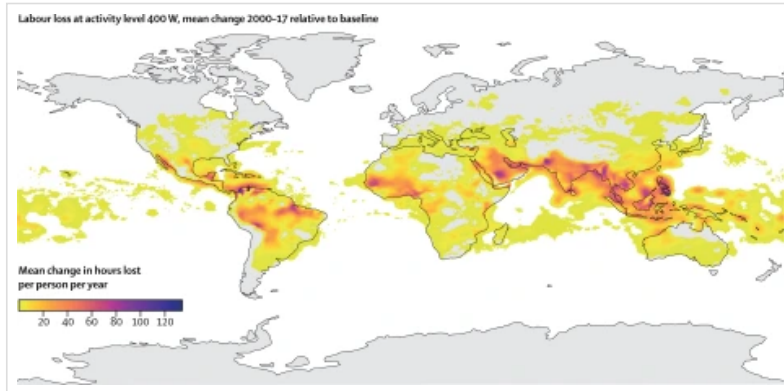 Labour loss at activity level 400 W, mean change 2000–17 relative to baseline
Mean change in hours lost
per person per year
20 40 60 80 100 120